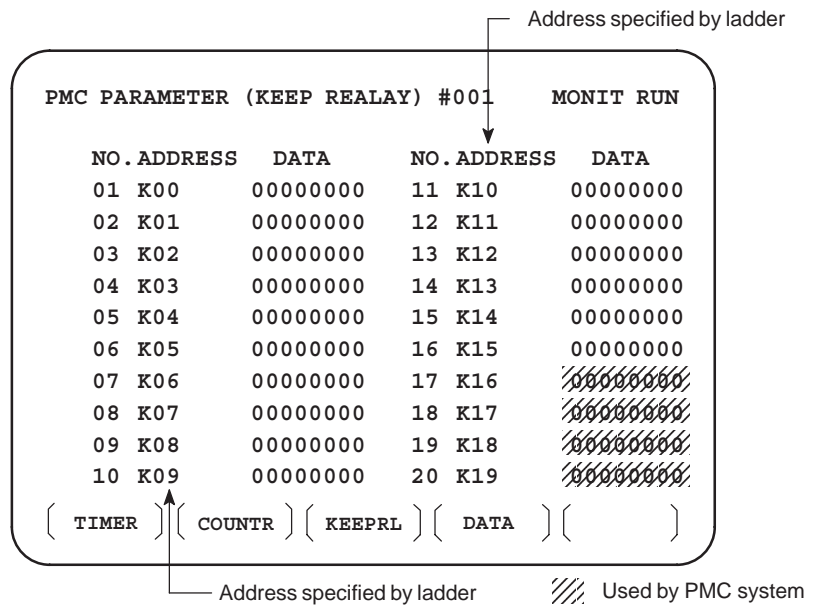 Address specified by ladder
PMC PARAMETER (KEEP REALAY) #001 MONIT RUN
NO. ADDRESS DATA NO. ADDRESS DATA
01 K00 00000000 11 K10 00000000
02 K01 00000000 12 K11 00000000
03 K02 00000000 13 K12 00000000
04 K03 00000000 14 K13 00000000
05 K04 00000000 15 K14 00000000
06 K05 00000000 16 K15 00000000
07 K06 00000000 17 K16 00000000
08 K07 00000000 18 K17 00000000
09 K08 00000000 19 K18 00000000
10 K09 00000000 20 K19 00000000
TIMER COUNTR KEEPRL DATA
Address specified by ladder Used by PMC system